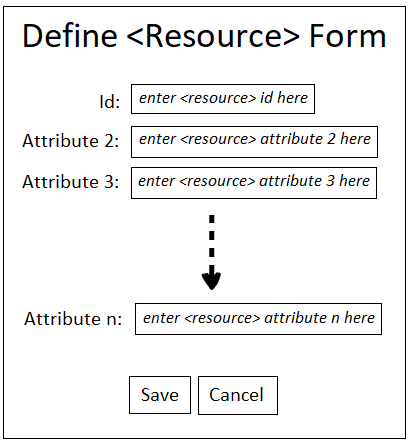 Define <Resource> Form
Id: enter <resource> id here
Attribute 2: enter <resource> attribute 2 here
Attribute 3: enter <resource> attribute 3 here
Attribute n: enter <resource> attribute n here
Save Cancel